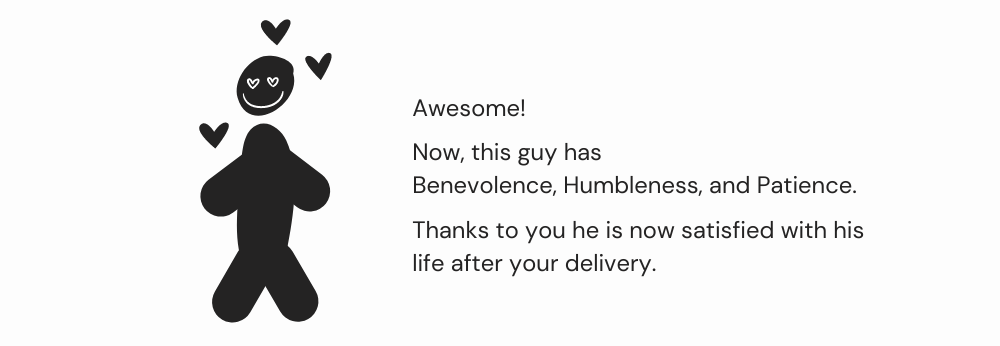 Awesome!
Now, this guy has
Benevolence, Humbleness, and Patience.
Thanks to you he is now satisfied with his
life after your delivery.